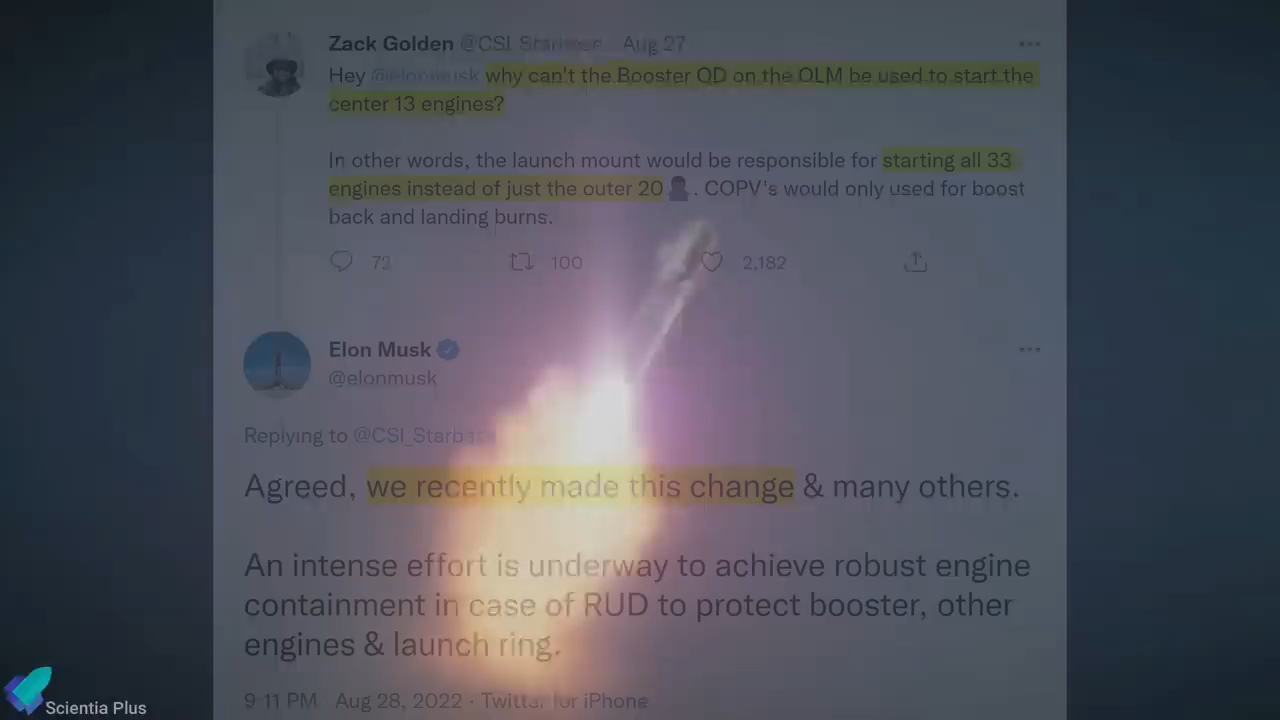 Zack Golden @CSI_Starbase · Aug 27
Hey @elonmusk why can't the Booster QD on the OLM be used to start the
center 13 engines?
In other words, the launch mount would be responsible for starting all 33
engines instead of just the outer 20 . COPV's would only used for boost
back and landing burns.
72 100 2,182
Elon Musk
@elonmusk
Replying to @CSI_Starbase
Agreed, we recently made this change & many others.
An intense effort is underway to achieve robust engine
containment in case of RUD to protect booster, other
engines & launch ring.
9:11 PM · Aug 28, 2022 · Twitter for iPhone
Scientia Plus